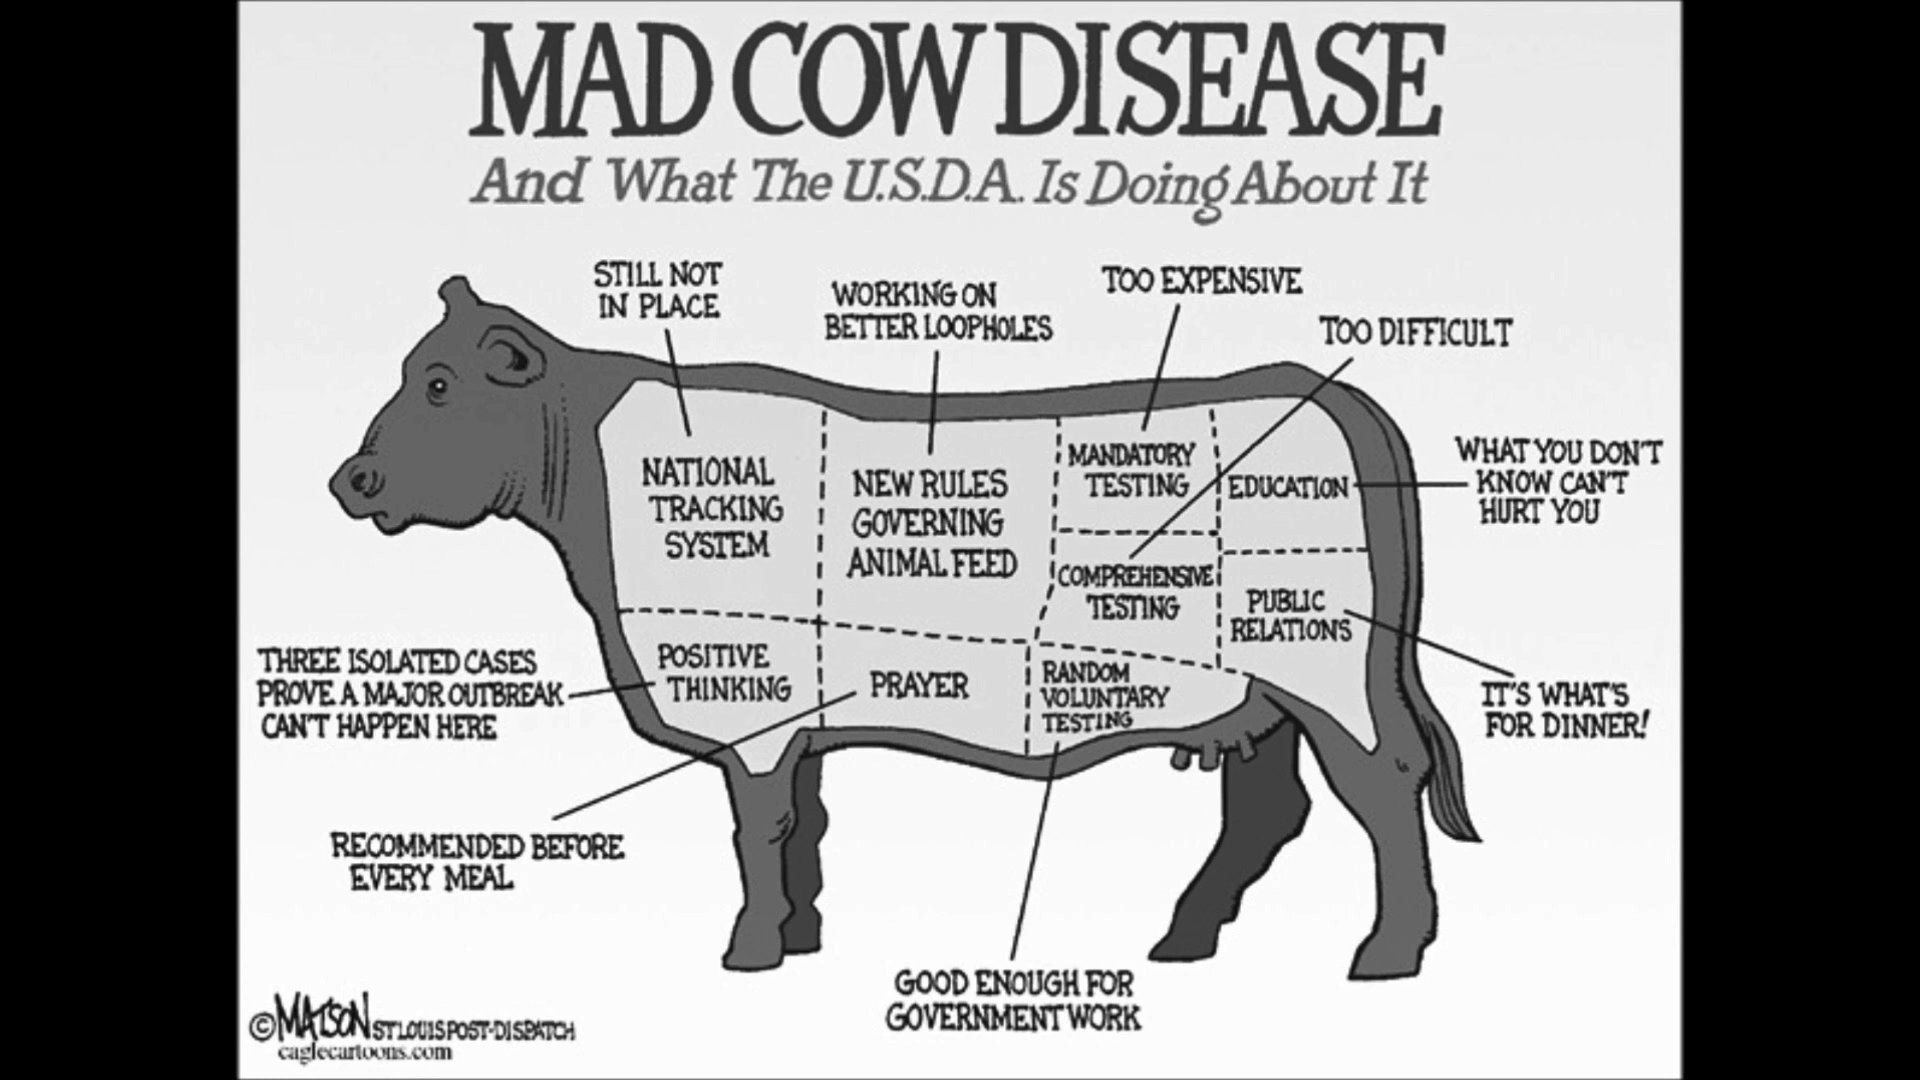 MAD COW DISEASE
And What The U.S.D.A. Is Doing About It
STILL NOT
IN PLACE
WORKING ON
BETTER LOOPHOLES
TOO EXPENSIVE
TOO DIFFICULT
WHAT YOU DON'T
KNOW CAN'T
HURT YOU
NATIONAL
TRACKING
SYSTEM
NEW RULES
GOVERNING
ANIMAL FEED
MANDATORY
TESTING
EDUCATION
COMPREHENSIVE
TESTING
PUBLIC
RELATIONS
THREE ISOLATED CASES
PROVE A MAJOR OUTBREAK
CAN'T HAPPEN HERE
POSITIVE
THINKING
PRAYER
RANDOM
VOLUNTARY
TESTING
IT'S WHAT'S
FOR DINNER!
RECOMMENDED BEFORE
EVERY MEAL
GOOD ENOUGH FOR
GOVERNMENT WORK
© MATSON ST. LOUIS POST-DISPATCH
caglecartoons.com